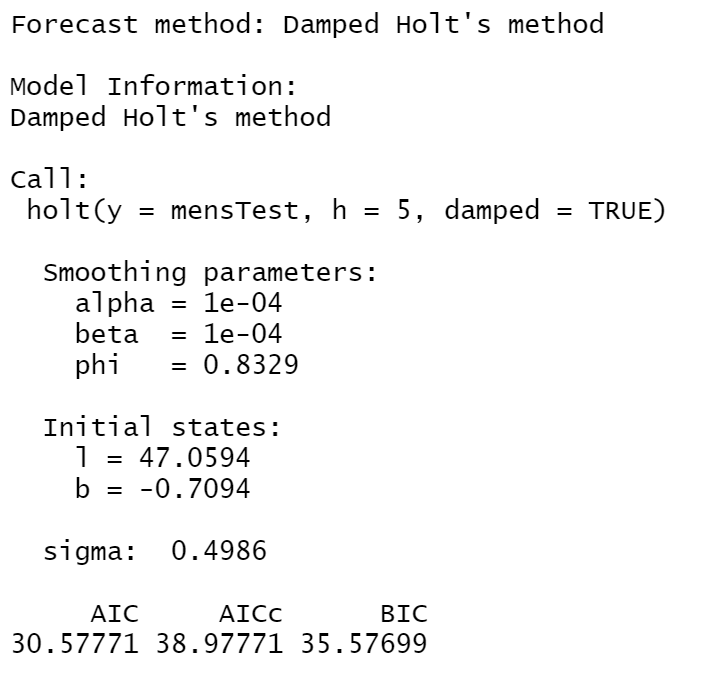 Forecast method: Damped Holt's method
Model Information:
Damped Holt's method
Call:
holt(y = mensTest, h = 5, damped = TRUE)
Smoothing parameters:
alpha = 1e-04
beta  = 1e-04
phi   = 0.8329
Initial states:
l = 47.0594
b = -0.7094
sigma:  0.4986
AIC     AICc      BIC
30.57771 38.97771 35.57699